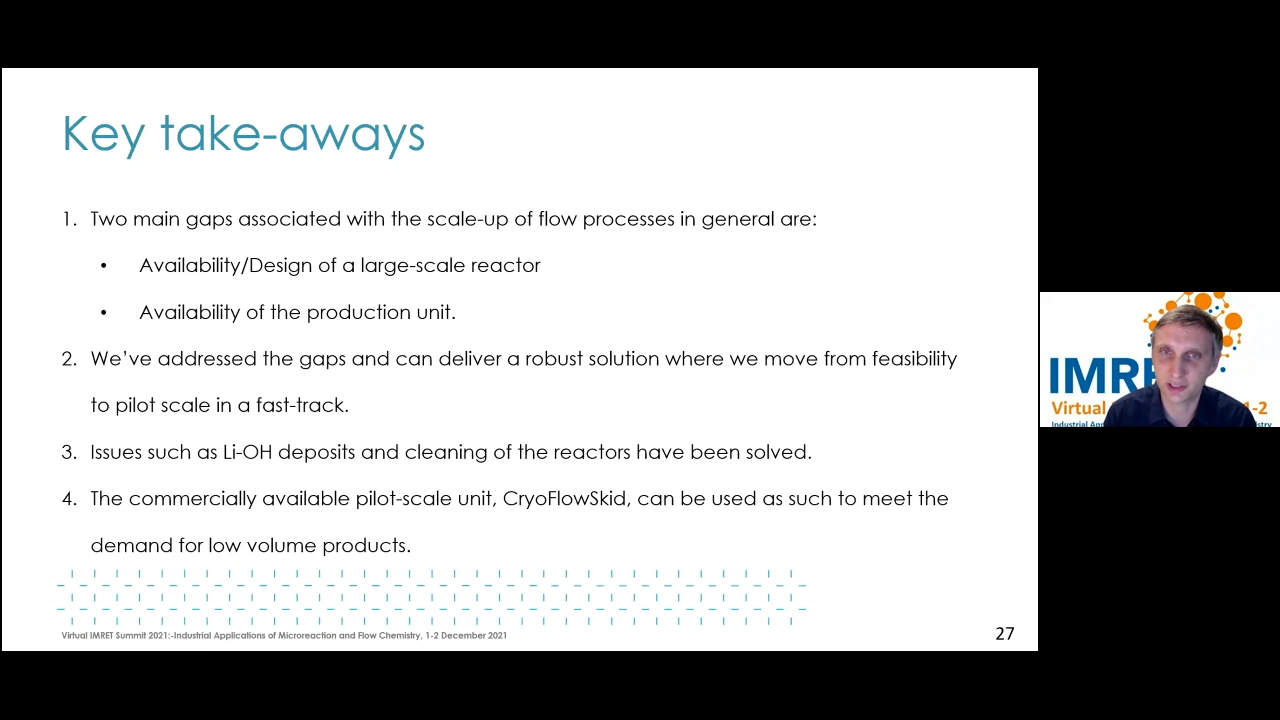 Key take-aways
1. Two main gaps associated with the scale-up of flow processes in general are:
• Availability/Design of a large-scale reactor
• Availability of the production unit.
2. We’ve addressed the gaps and can deliver a robust solution where we move from feasibility
to pilot scale in a fast-track.
3. Issues such as Li-OH deposits and cleaning of the reactors have been solved.
4. The commercially available pilot-scale unit, CryoFlowSkid, can be used as such to meet the
demand for low volume products.
Virtual IMRET Summit 2021:-Industrial Applications of Microreaction and Flow Chemistry, 1-2 December 2021
27
IMRE
Virtual 1-2
Industrial